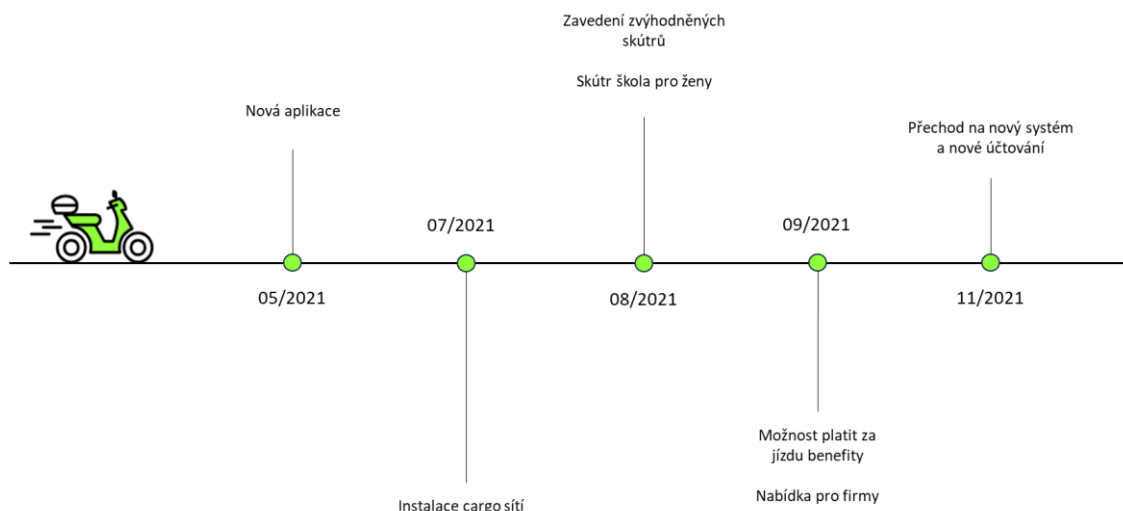 Zavedení zvýhodněných
skútrů
Skútr škola pro ženy
Nová aplikace
Přechod na nový systém
a nové účtování
07/2021
09/2021
05/2021
08/2021
11/2021
Možnost platit za
jízdu benefity
Nabídka pro firmy
Instalace cargo sítí